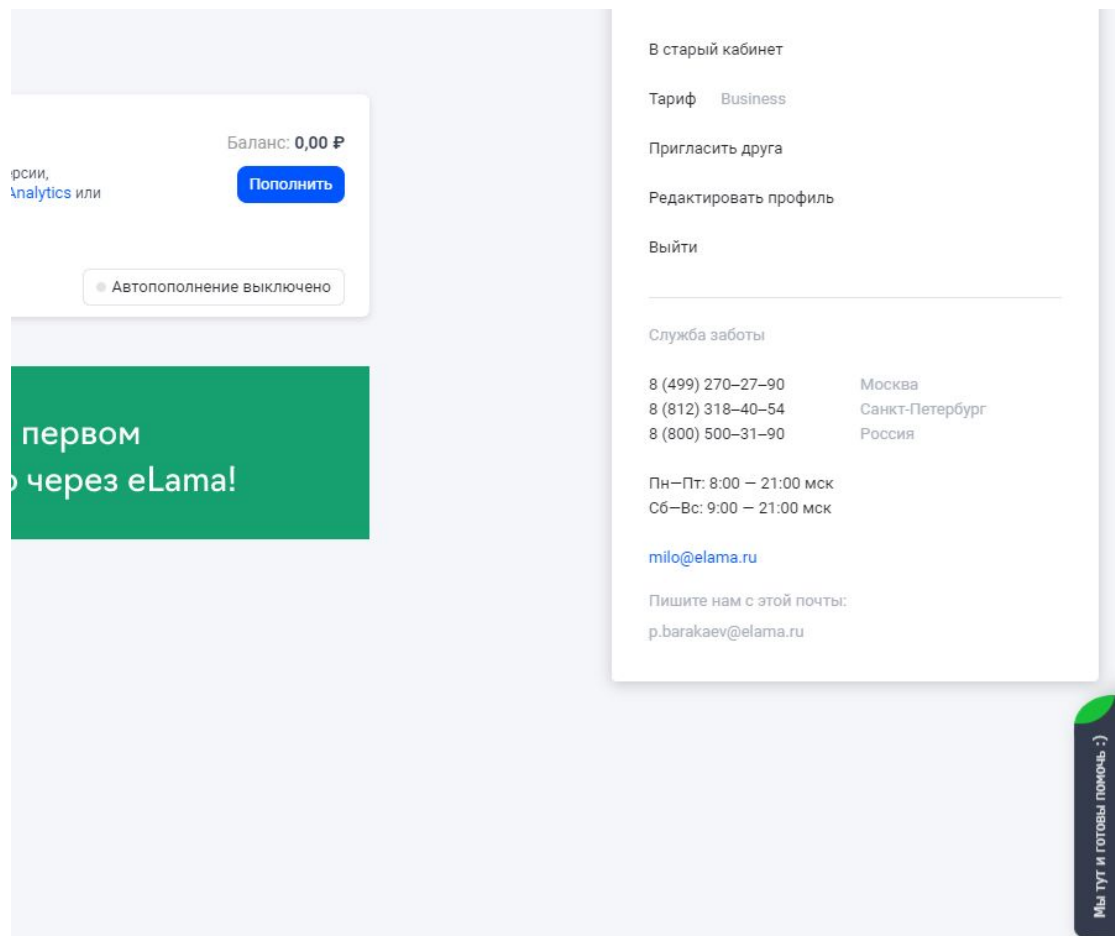 Баланс: 0,00 ₽
рсии,
Analytics или
Пополнить
Автопополнение выключено
первом
через eLama!
В старый кабинет
Тариф Business
Пригласить друга
Редактировать профиль
Выйти
Служба заботы
8 (499) 270–27–90 Москва
8 (812) 318–40–54 Санкт-Петербург
8 (800) 500–31–90 Россия
Пн—Пт: 8:00 — 21:00 мск
Сб—Вс: 9:00 — 21:00 мск
milo@elama.ru
Пишите нам с этой почты:
p.barakaev@elama.ru
Мы тут и готовы помочь :)